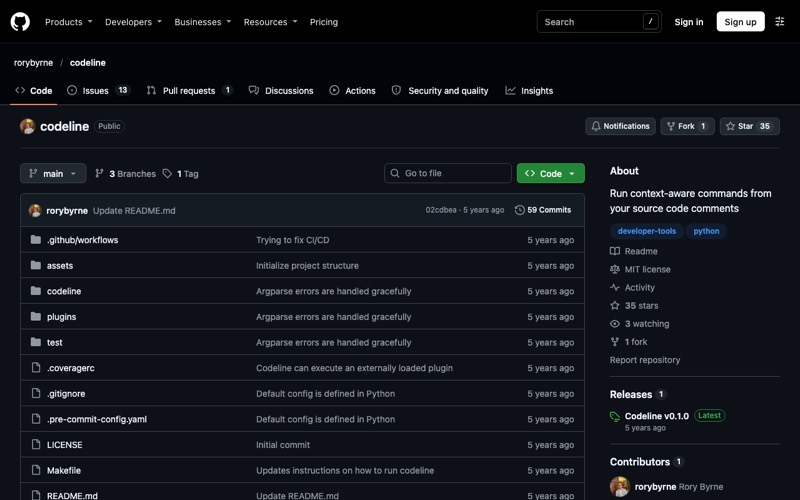 Products Developers Businesses Resources Pricing Search / Sign in Sign up
rorybyrne / codeline
Code Issues 13 Pull requests 1 Discussions Actions Security and quality Insights
codeline Public Notifications Fork 1 Star 35
main 3 Branches 1 Tag Go to file Code
rorybyrne Update README.md 02cdbea · 5 years ago 59 Commits
.github/workflows Trying to fix CI/CD 5 years ago
assets Initialize project structure 5 years ago
codeline Argparse errors are handled gracefully 5 years ago
plugins Argparse errors are handled gracefully 5 years ago
test Argparse errors are handled gracefully 5 years ago
.coveragerc Codeline can execute an externally loaded plugin 5 years ago
.gitignore Default config is defined in Python 5 years ago
.pre-commit-config.yaml Default config is defined in Python 5 years ago
LICENSE Initial commit 5 years ago
Makefile Updates instructions on how to run codeline 5 years ago
README.md Update README.md 5 years ago
About
Run context-aware commands from
your source code comments
developer-tools python
Readme
MIT license
Activity
35 stars
3 watching
1 fork
Report repository
Releases 1
Codeline v0.1.0 Latest
5 years ago
Contributors 1
rorybyrne Rory Byrne